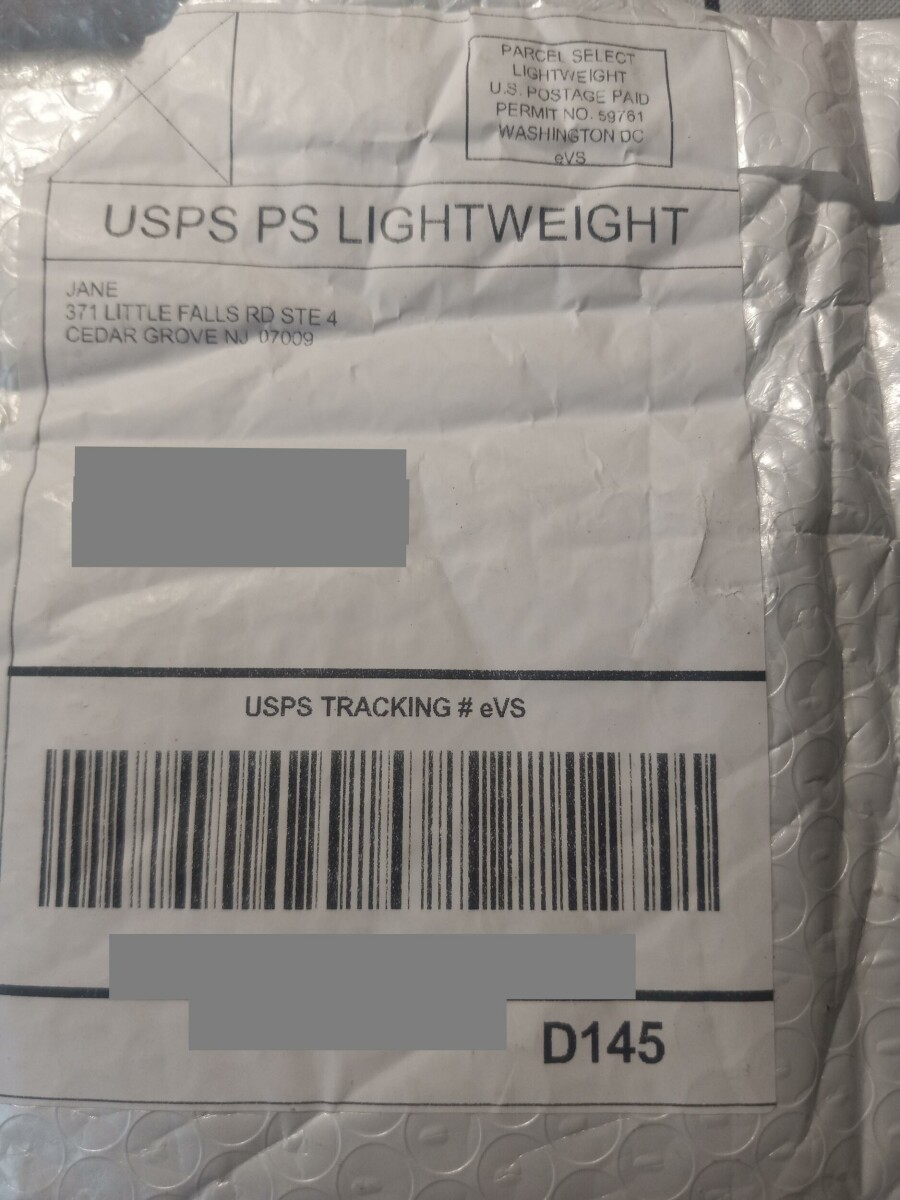 PARCEL SELECT
LIGHTWEIGHT
U.S. POSTAGE PAID
PERMIT NO. 59761
WASHINGTON DC
eVS
USPS PS LIGHTWEIGHT
JANE
371 LITTLE FALLS RD STE 4
CEDAR GROVE NJ 07009
USPS TRACKING # eVS
D145